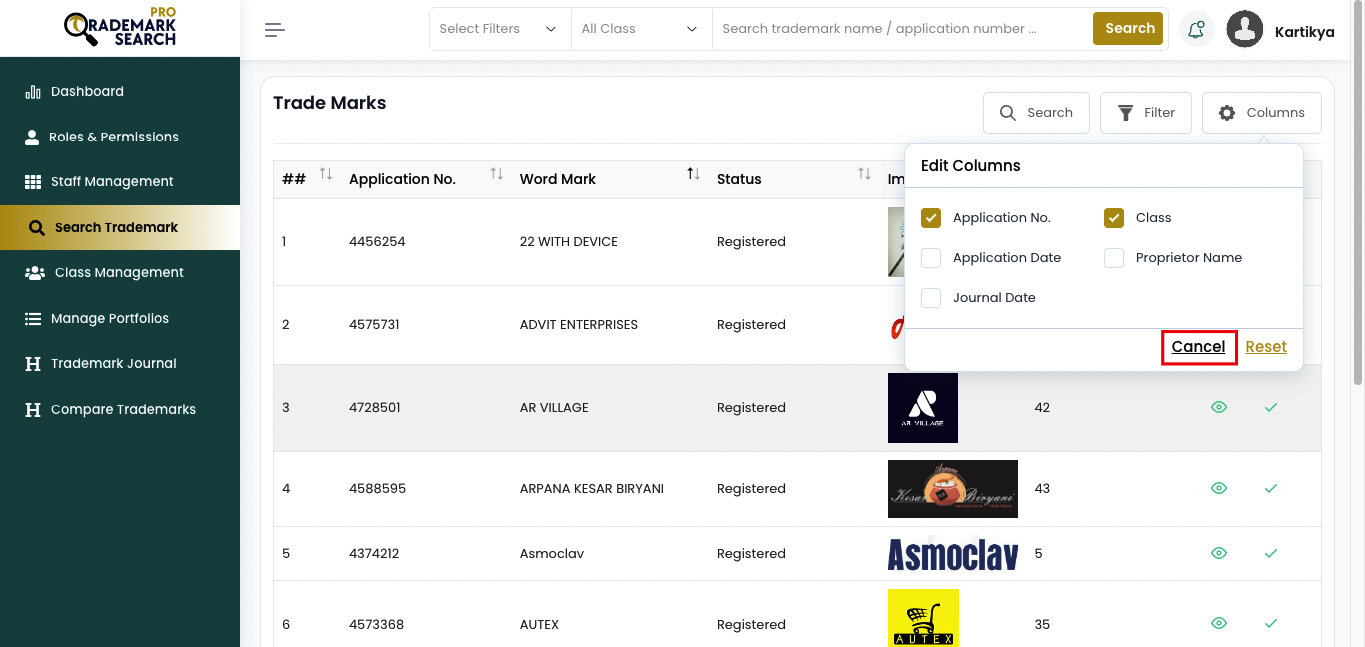 PRO
TRADEMARK
SEARCH
Select Filters
All Class
Search trademark name / application number ...
Search
Kartikya
Dashboard
Roles & Permissions
Staff Management
Search Trademark
Class Management
Manage Portfolios
Trademark Journal
Compare Trademarks
Trade Marks
Search
Filter
Columns
Edit Columns
Application No.
Class
Application Date
Proprietor Name
Journal Date
Cancel
Reset
## Application No. Word Mark Status Im
1 4456254 22 WITH DEVICE Registered
2 4575731 ADVIT ENTERPRISES Registered
3 4728501 AR VILLAGE Registered AR VILLAGE 42
4 4588595 ARPANA KESAR BIRYANI Registered Arpana Kesar Biryani 43
5 4374212 Asmoclav Registered Asmoclav 5
6 4573368 AUTEX Registered AUTEX 35